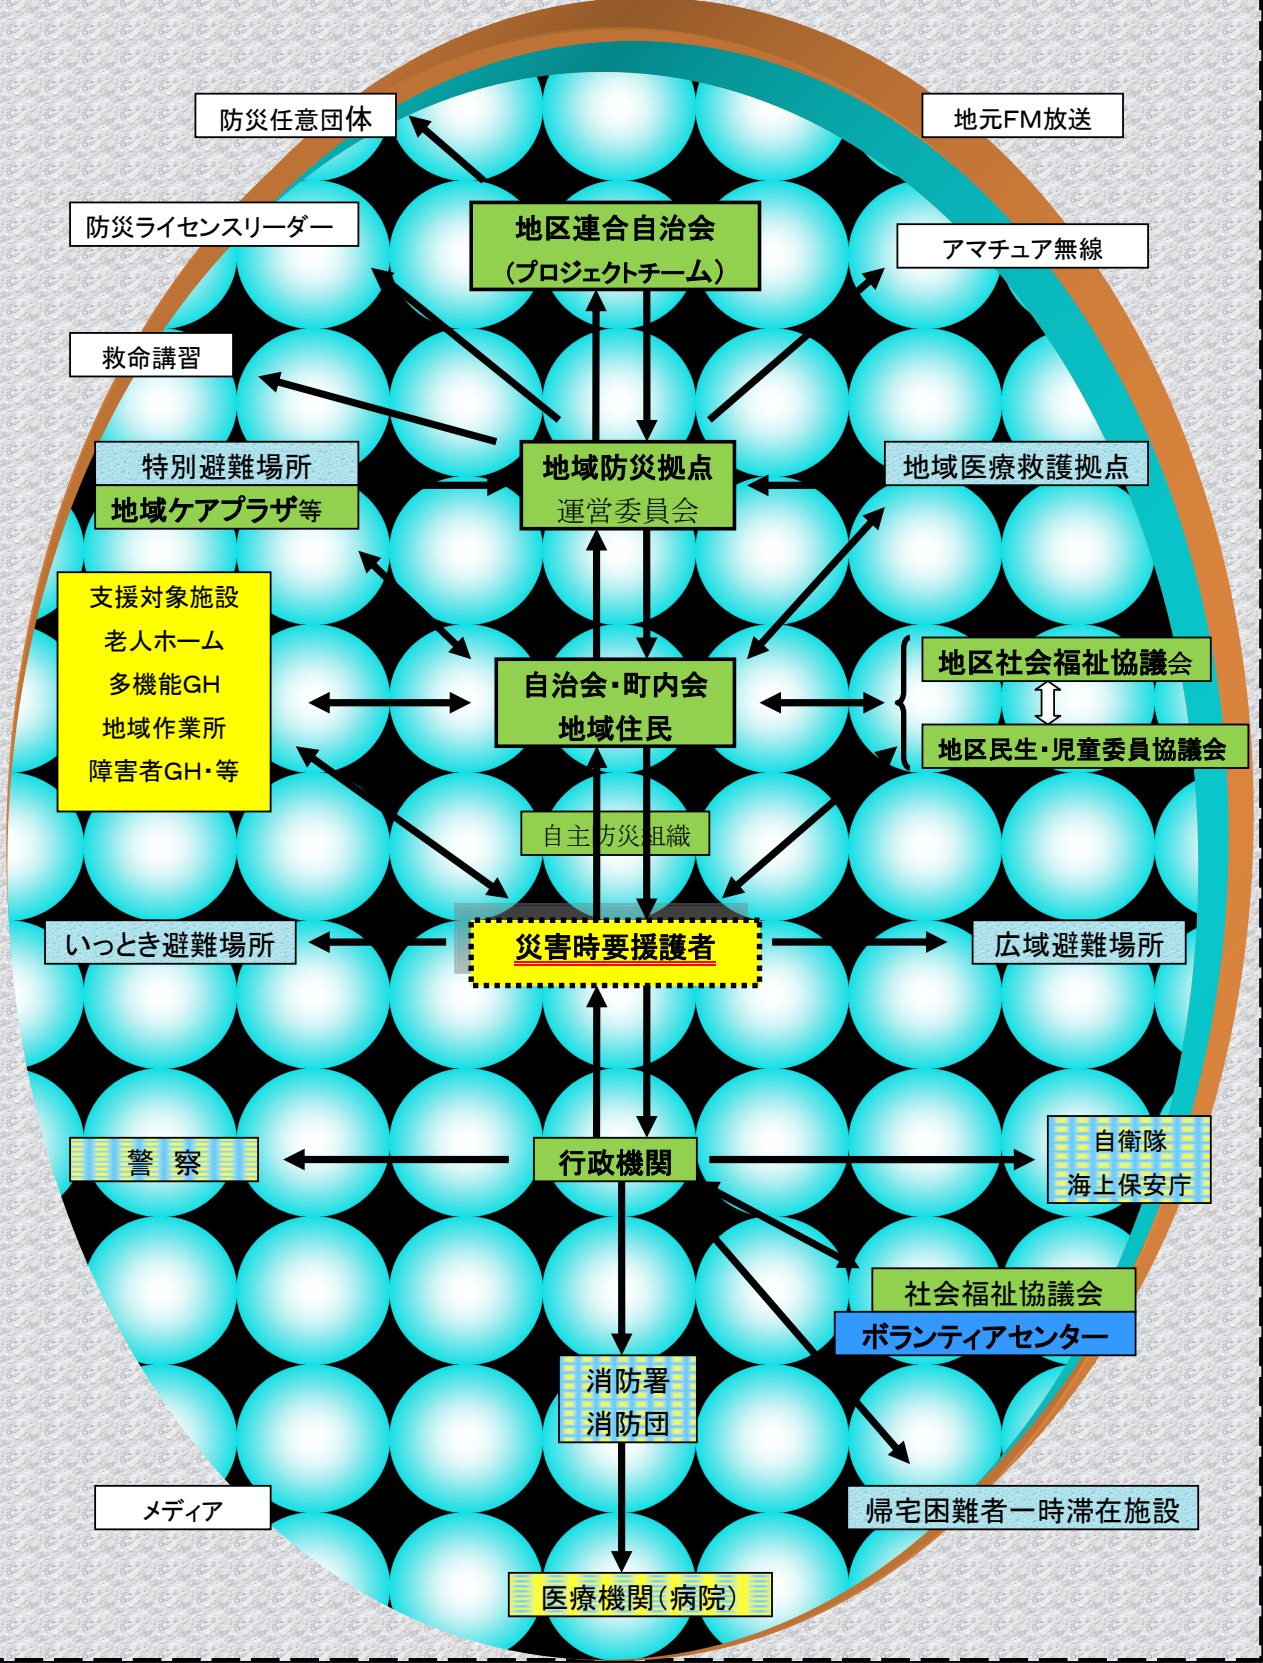 防災任意団体
地元FM放送
防災ライセンスリーダー
地区連合自治会
(プロジェクトチーム)
アマチュア無線
救命講習
特別避難場所
地域ケアプラザ等
地域防災拠点
運営委員会
地域医療救護拠点
支援対象施設
老人ホーム
多機能GH
地域作業所
障害者GH・等
自治会・町内会
地域住民
地区社会福祉協議会
地区民生・児童委員協議会
自主防災組織
いっとき避難場所
災害時要援護者
広域避難場所
警 察
行政機関
自衛隊
海上保安庁
社会福祉協議会
ボランティアセンター
消防署
消防団
メディア
帰宅困難者一時滞在施設
医療機関(病院)